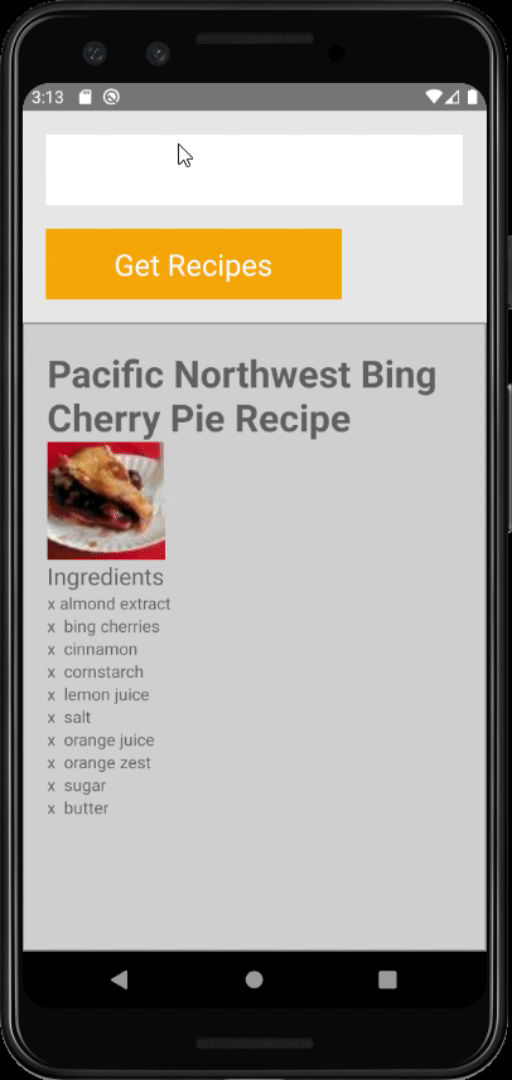 3:13
Get Recipes
Pacific Northwest Bing
Cherry Pie Recipe
Ingredients
x almond extract
x bing cherries
x cinnamon
x cornstarch
x lemon juice
x salt
x orange juice
x orange zest
x sugar
x butter